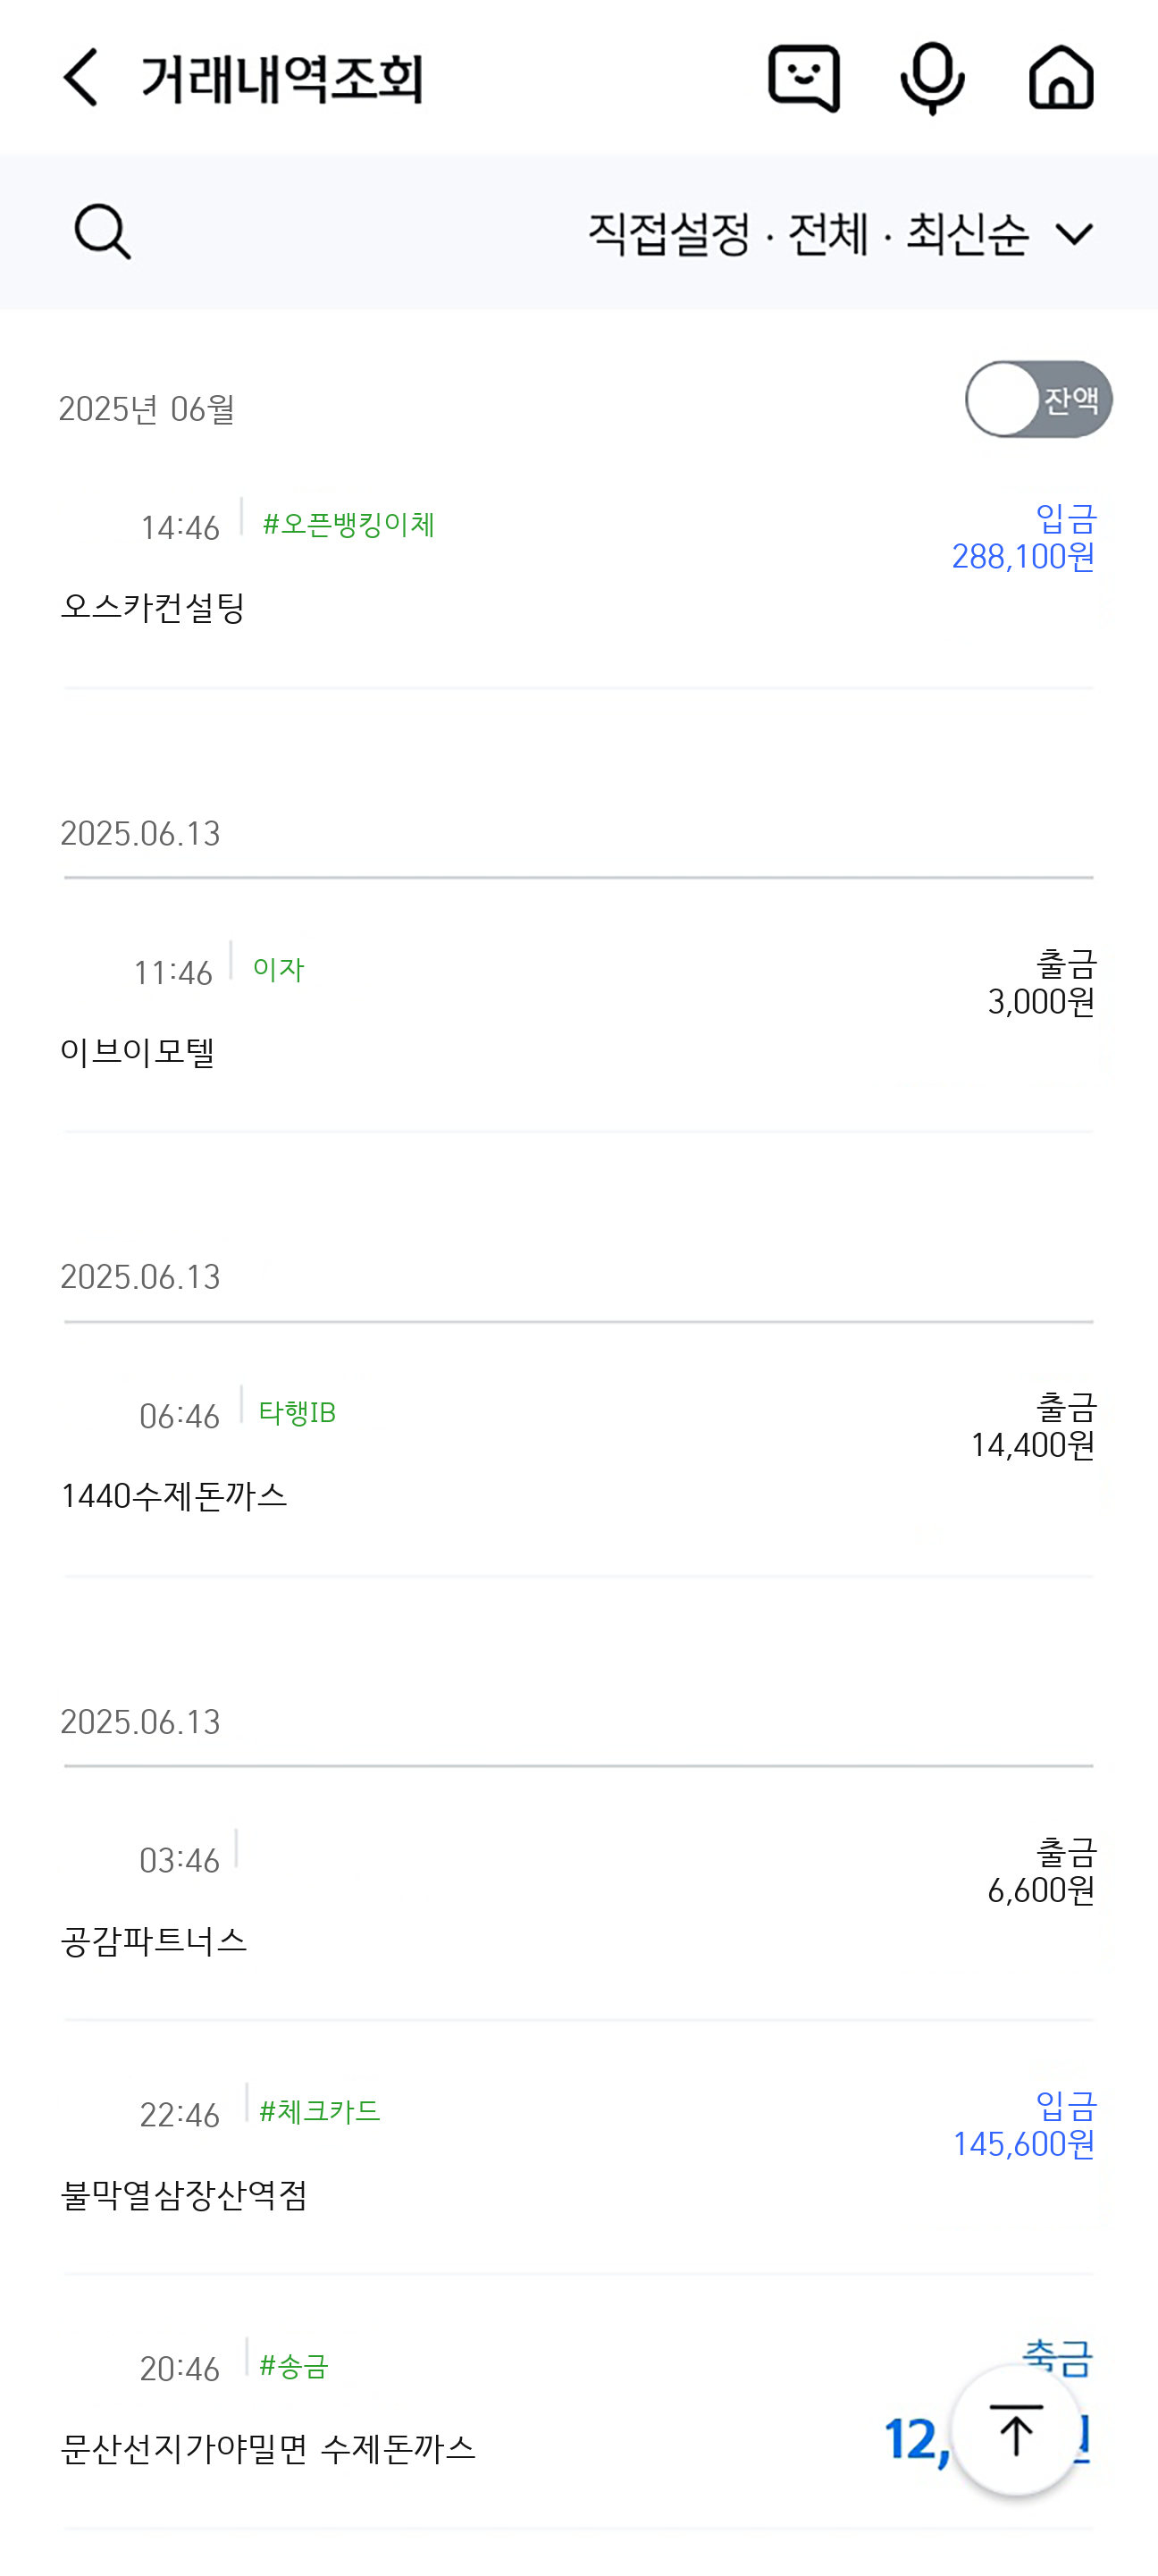 거래내역조회
직접설정 · 전체 · 최신순
2025년 06월
잔액
14:46 #오픈뱅킹이체
입금
288,100원
오스카컨설팅
2025.06.13
11:46 이자
출금
3,000원
이브이모텔
2025.06.13
06:46 타행IB
출금
14,400원
1440수제돈까스
2025.06.13
03:46
출금
6,600원
공감파트너스
22:46 #체크카드
입금
145,600원
불막열삼장산역점
20:46 #송금
12,
문산선지가야밀면 수제돈까스